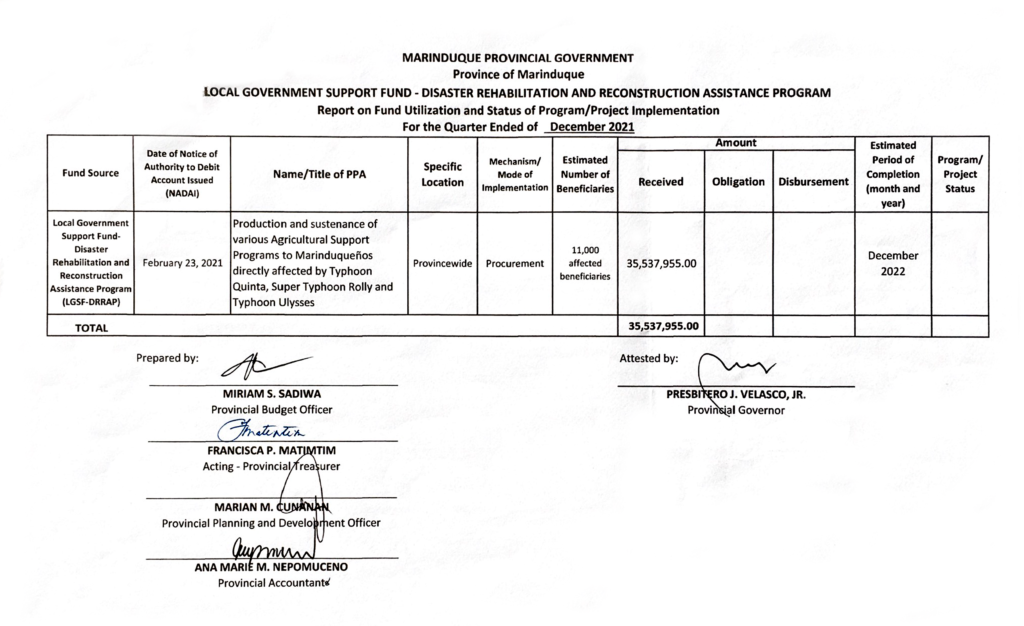 MARINDUQUE PROVINCIAL GOVERNMENT
Province of Marinduque
LOCAL GOVERNMENT SUPPORT FUND - DISASTER REHABILITATION AND RECONSTRUCTION ASSISTANCE PROGRAM
Report on Fund Utilization and Status of Program/Project Implementation
For the Quarter Ended of December 2021
Fund Source
Date of Notice of
Authority to Debit
Account Issued
(NADAI)
Name/Title of PPA
Specific
Location
Mechanism/
Mode of
Implementation
Estimated
Number of
Beneficiaries
Amount
Received
Obligation
Disbursement
Estimated
Period of
Completion
(month and
year)
Program/
Project
Status
Local Government
Support Fund-
Disaster
Rehabilitation and
Reconstruction
Assistance Program
(LGSF-DRRAP)
February 23, 2021
Production and sustenance of
various Agricultural Support
Programs to Marinduqueños
directly affected by Typhoon
Quinta, Super Typhoon Rolly and
Typhoon Ulysses
Provincewide
Procurement
11,000
affected
beneficiaries
35,537,955.00
December
2022
TOTAL
35,537,955.00
Prepared by:
MIRIAM S. SADIWA
Provincial Budget Officer
FRANCISCA P. MATIMTIM
Acting - Provincial Treasurer
MARIAN M. CUNANAN
Provincial Planning and Development Officer
ANA MARIE M. NEPOMUCENO
Provincial Accountant
Attested by:
PRESBITERO J. VELASCO, JR.
Provincial Governor